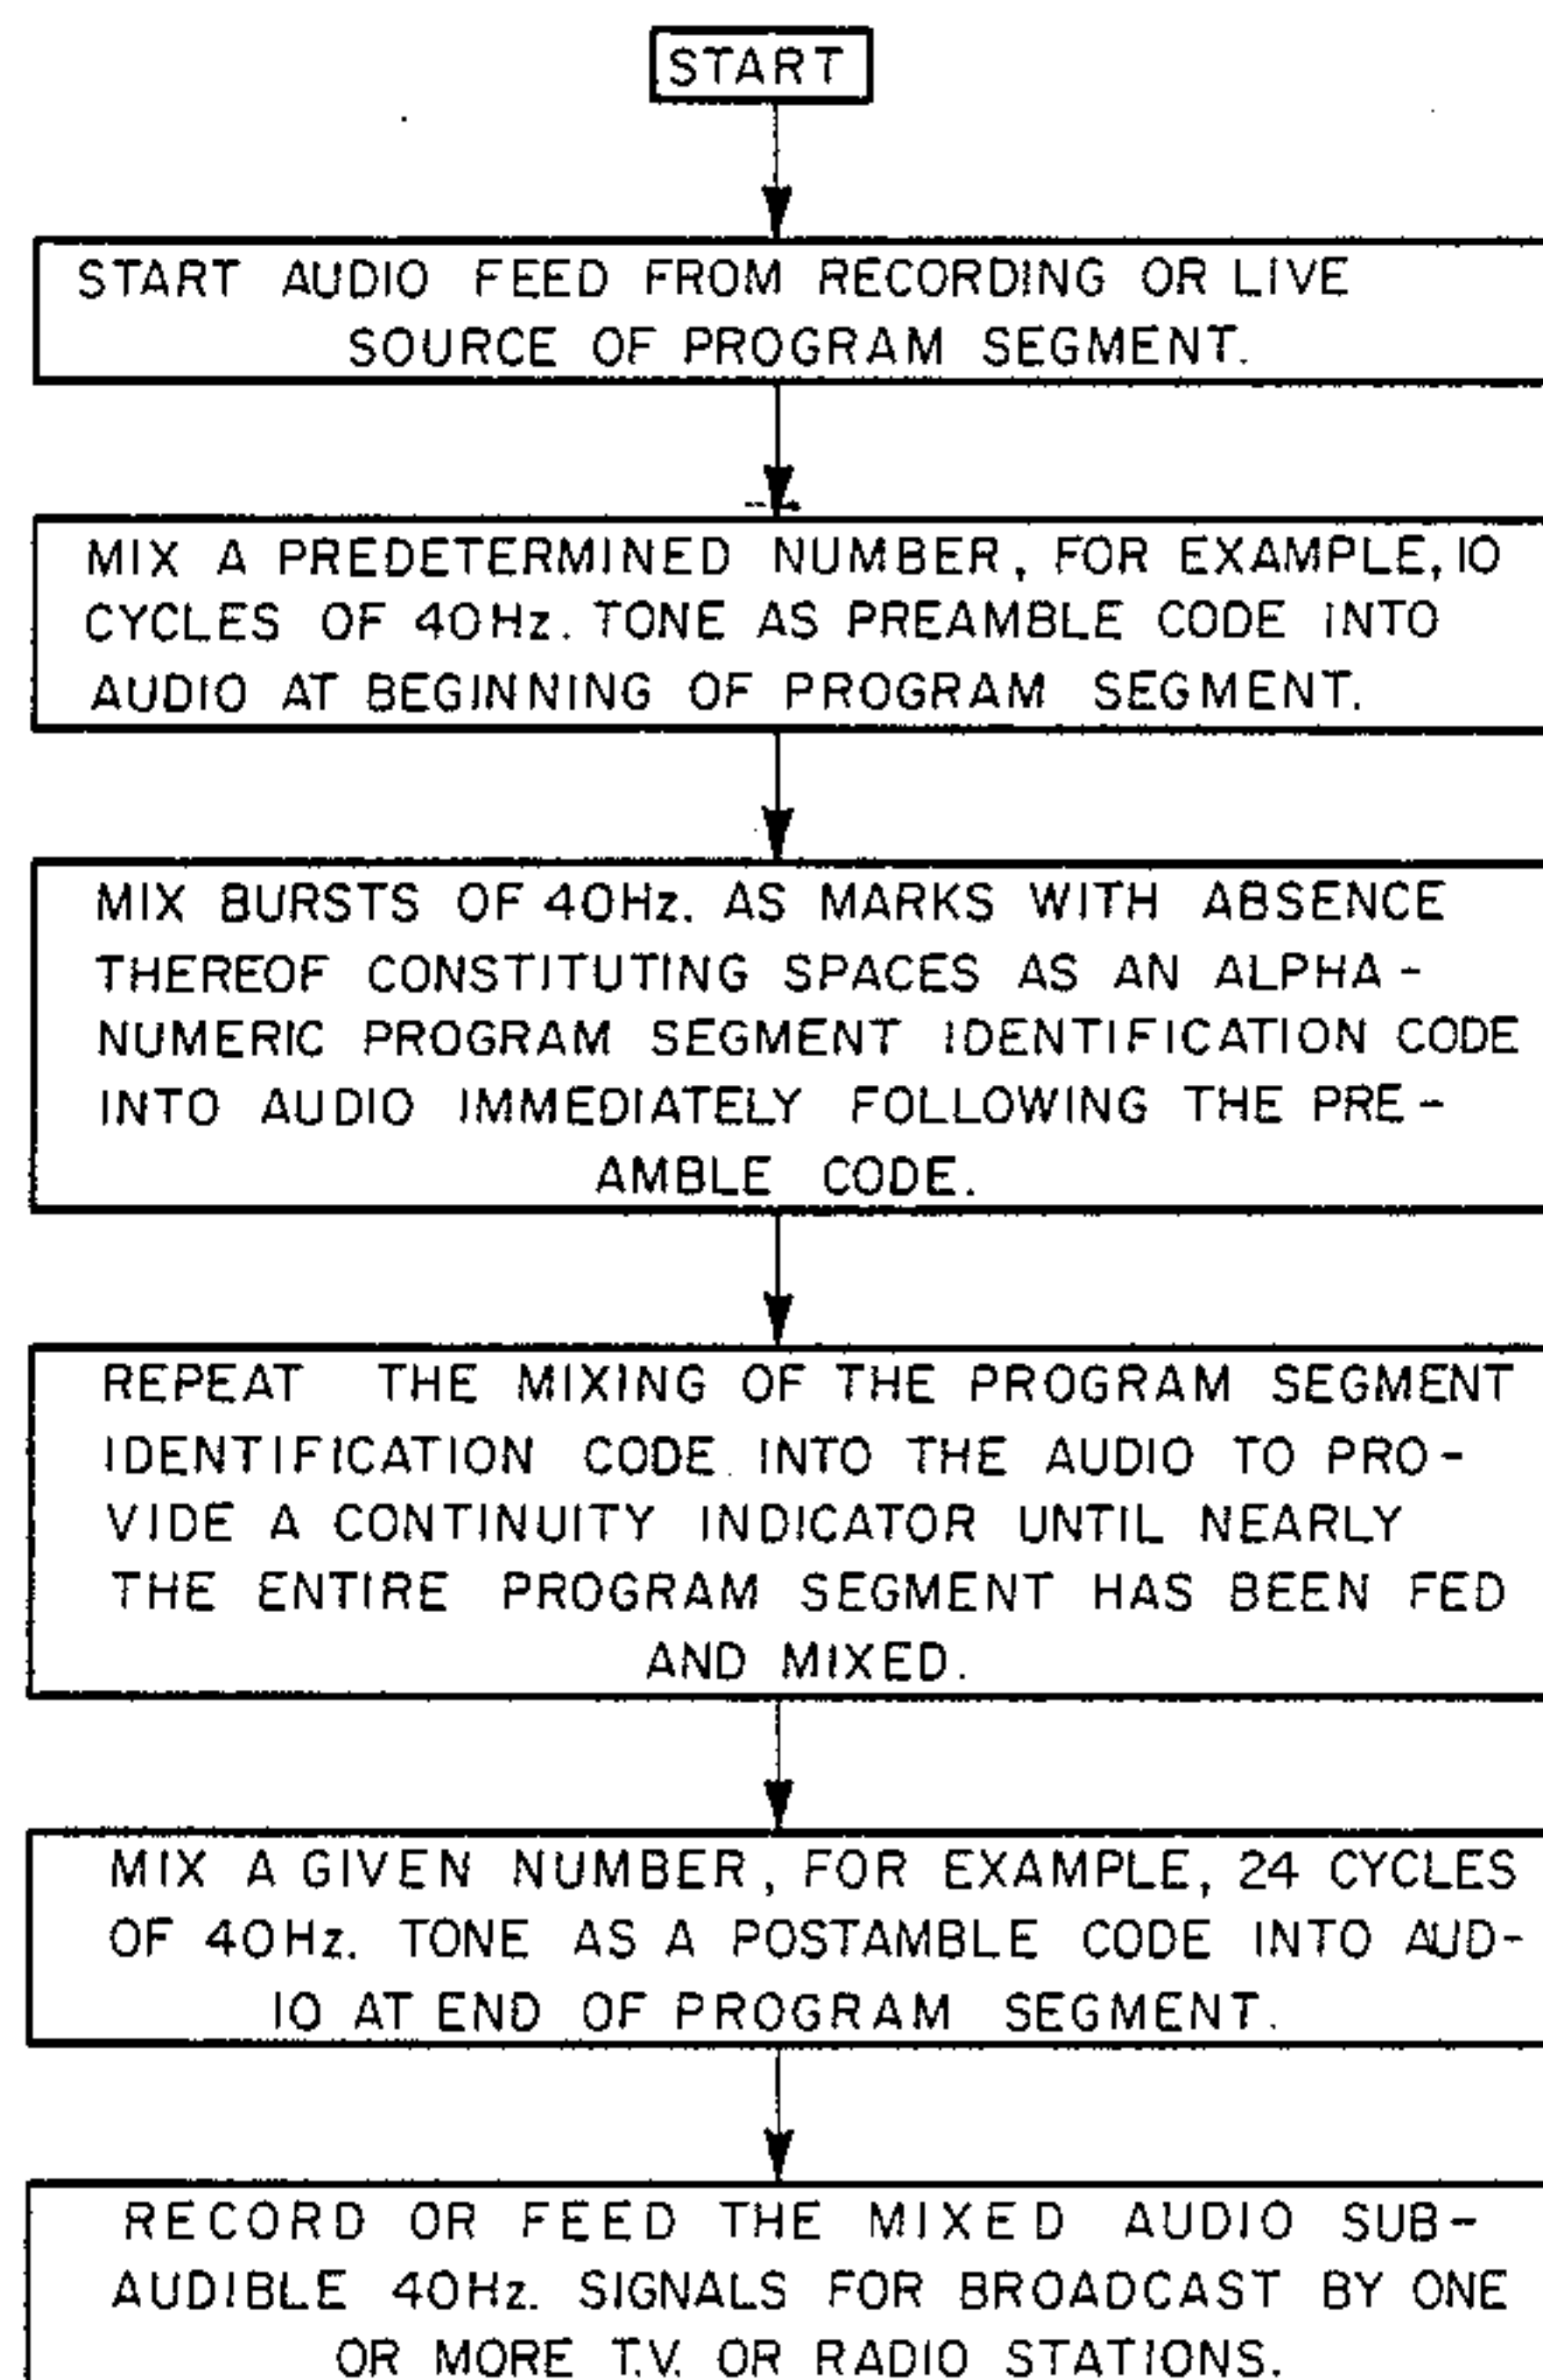 START
START AUDIO FEED FROM RECORDING OR LIVE
SOURCE OF PROGRAM SEGMENT.
MIX A PREDETERMINED NUMBER, FOR EXAMPLE, 10
CYCLES OF 40Hz. TONE AS PREAMBLE CODE INTO
AUDIO AT BEGINNING OF PROGRAM SEGMENT.
MIX BURSTS OF 40Hz. AS MARKS WITH ABSENCE
THEREOF CONSTITUTING SPACES AS AN ALPHA-
NUMERIC PROGRAM SEGMENT IDENTIFICATION CODE
INTO AUDIO IMMEDIATELY FOLLOWING THE PRE-
AMBLE CODE.
REPEAT THE MIXING OF THE PROGRAM SEGMENT
IDENTIFICATION CODE INTO THE AUDIO TO PRO-
VIDE A CONTINUITY INDICATOR UNTIL NEARLY
THE ENTIRE PROGRAM SEGMENT HAS BEEN FED
AND MIXED.
MIX A GIVEN NUMBER, FOR EXAMPLE, 24 CYCLES
OF 40Hz. TONE AS A POSTAMBLE CODE INTO AUD-
IO AT END OF PROGRAM SEGMENT.
RECORD OR FEED THE MIXED AUDIO SUB-
AUDIBLE 40Hz. SIGNALS FOR BROADCAST BY ONE
OR MORE T.V. OR RADIO STATIONS.